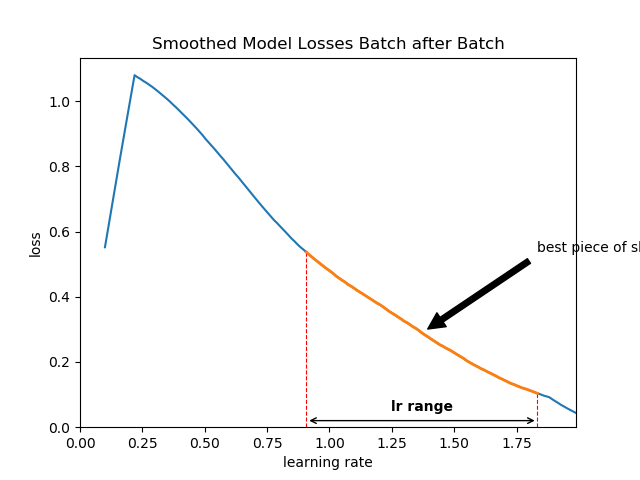 Smoothed Model Losses Batch after Batch
1.0
0.8
0.6
0.4
0.2
0.0
loss
best piece of
lr range
0.00 0.25 0.50 0.75 1.00 1.25 1.50 1.75
learning rate